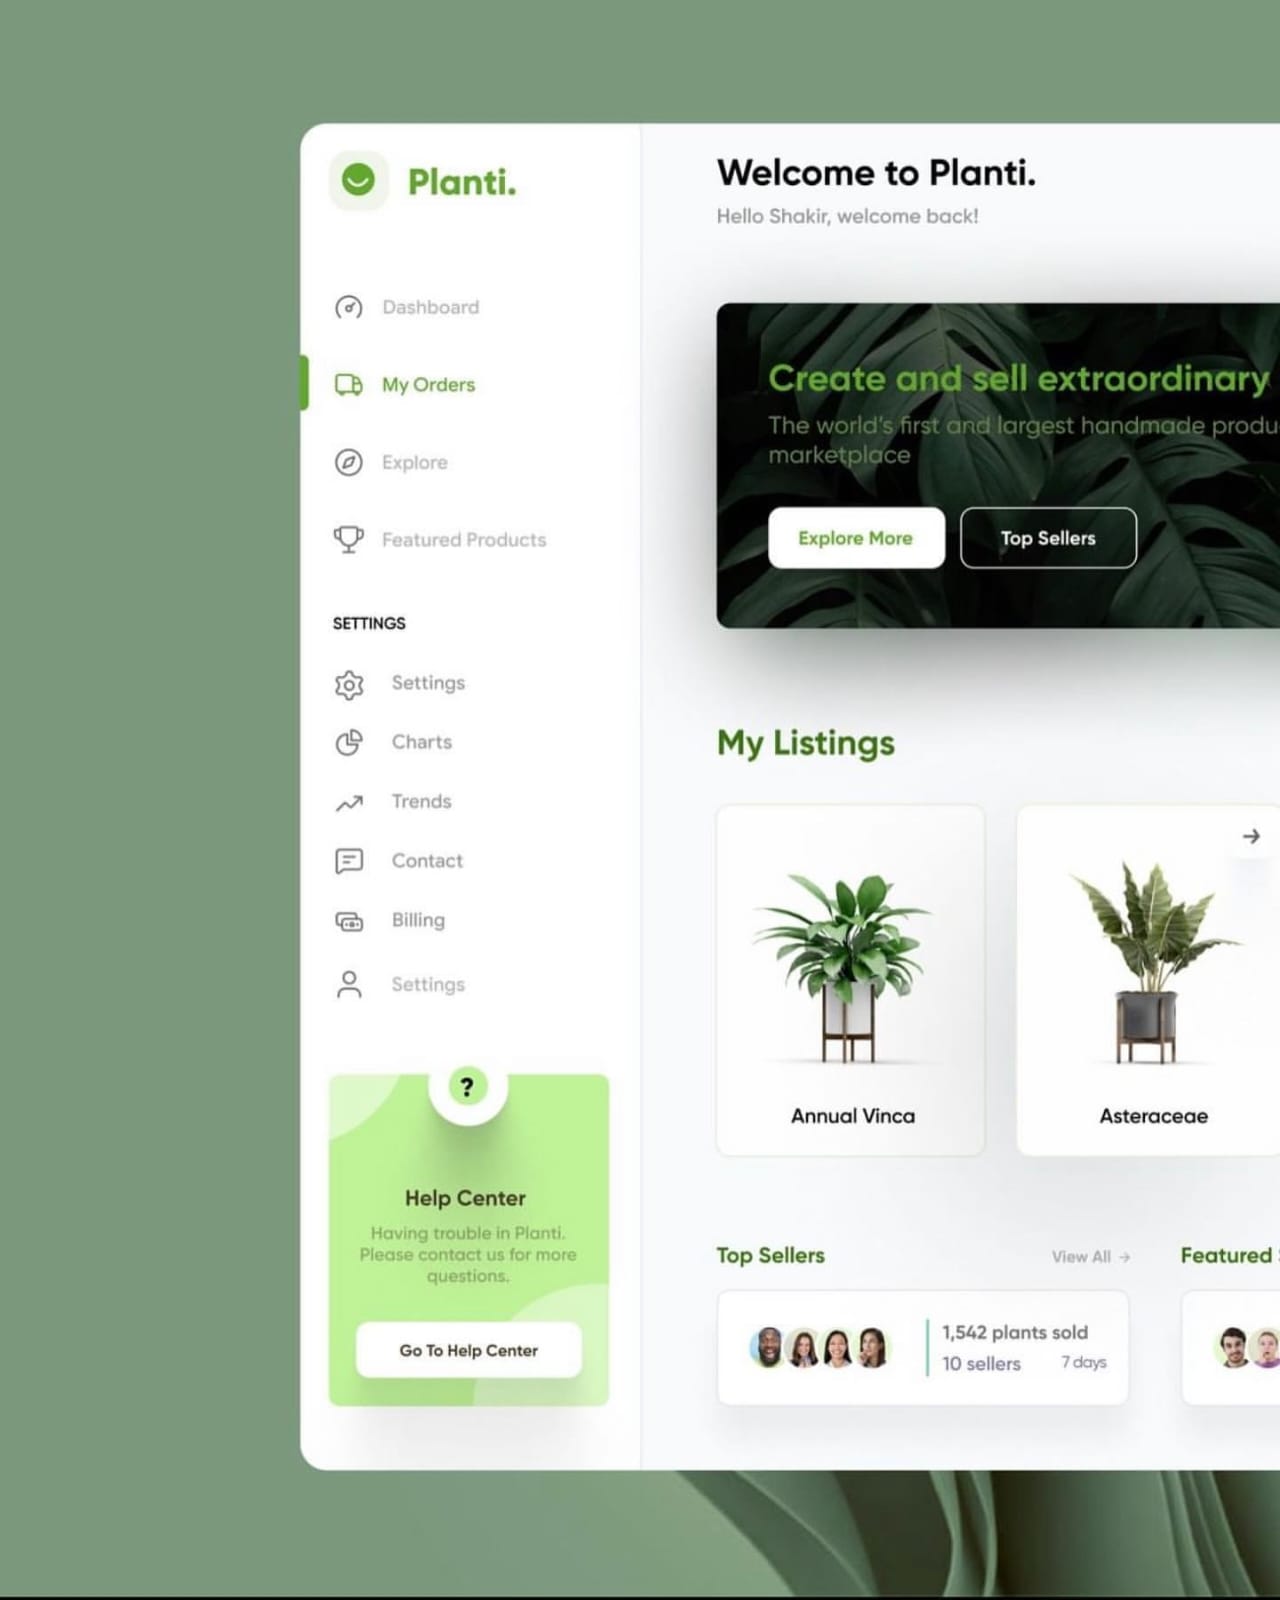 Planti.
Dashboard
My Orders
Explore
Featured Products
SETTINGS
Settings
Charts
Trends
Contact
Billing
Settings
?
Help Center
Having trouble in Planti.
Please contact us for more
questions.
Go To Help Center
Welcome to Planti.
Hello Shakir, welcome back!
Create and sell extraordinary
The world's first and largest handmade
marketplace
Explore More
Top Sellers
My Listings
Annual Vinca
Asteraceae
Top Sellers
View All →
1,542 plants sold
10 sellers
7 days
Featured